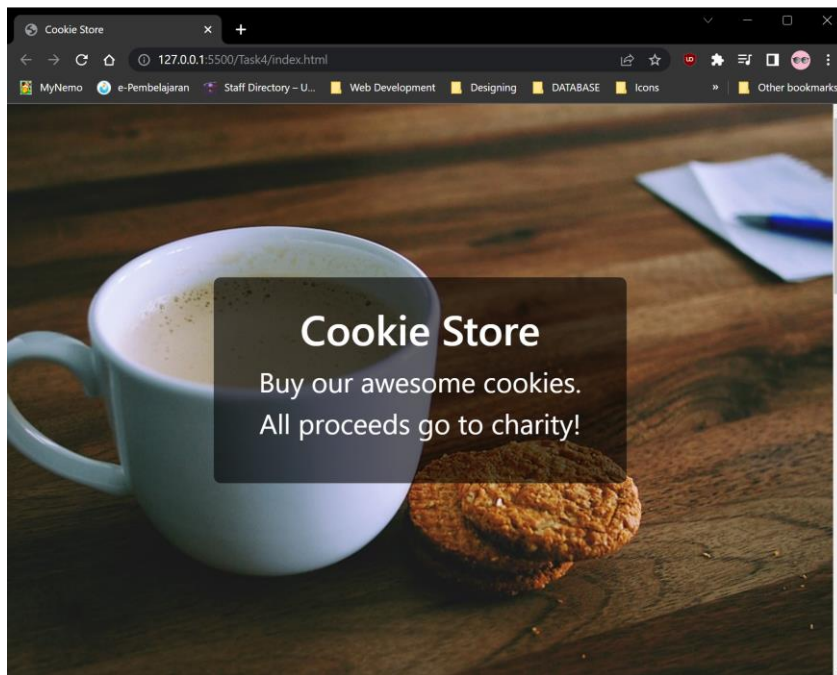 Cookie Store
127.0.0.1:5500/Task4/index.html
MyNemo e-Pembelajaran Staff Directory – U... Web Development Designing DATABASE Icons » Other bookmarks
Cookie Store
Buy our awesome cookies.
All proceeds go to charity!